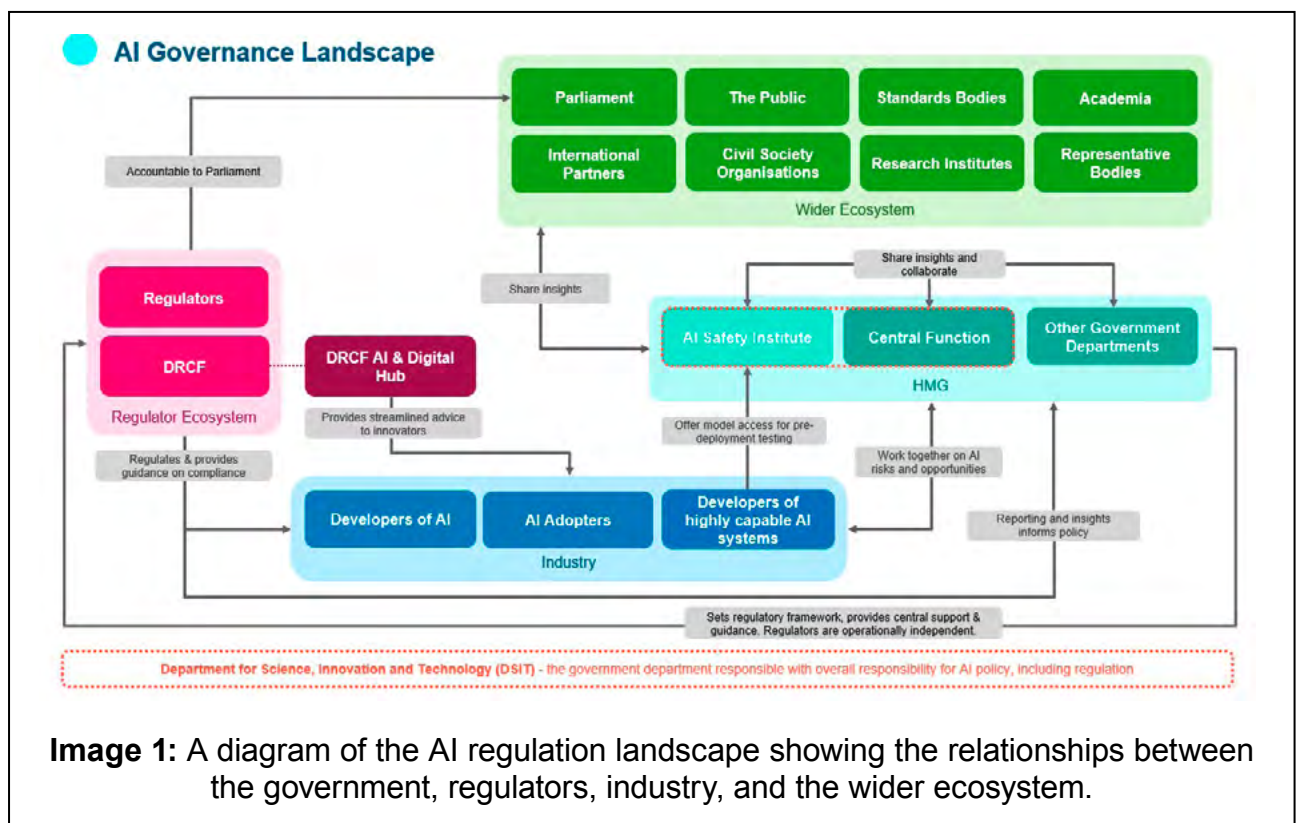 AI Governance Landscape
Parliament
The Public
Standards Bodies
Academia
International
Partners
Civil Society
Organisations
Research Institutes
Representative
Bodies
Wider Ecosystem
Accountable to Parliament
Share insights
Share insights and
collaborate
Regulators
DRCF
Regulator Ecosystem
DRCF AI & Digital
Hub
AI Safety Institute
Central Function
Other Government
Departments
HMG
Provides streamlined advice
to innovators
Offer model access for pre-
deployment testing
Regulates & provides
guidance on compliance
Work together on AI
risks and opportunities
Developers of AI
AI Adopters
Developers of
highly capable AI
systems
Industry
Reporting and insights
informs policy
Sets regulatory framework, provides central support &
guidance. Regulators are operationally independent.
Department for Science, Innovation and Technology (DSIT) - the government department responsible with overall responsibility for AI policy, including regulation
Image 1: A diagram of the AI regulation landscape showing the relationships between
the government, regulators, industry, and the wider ecosystem.